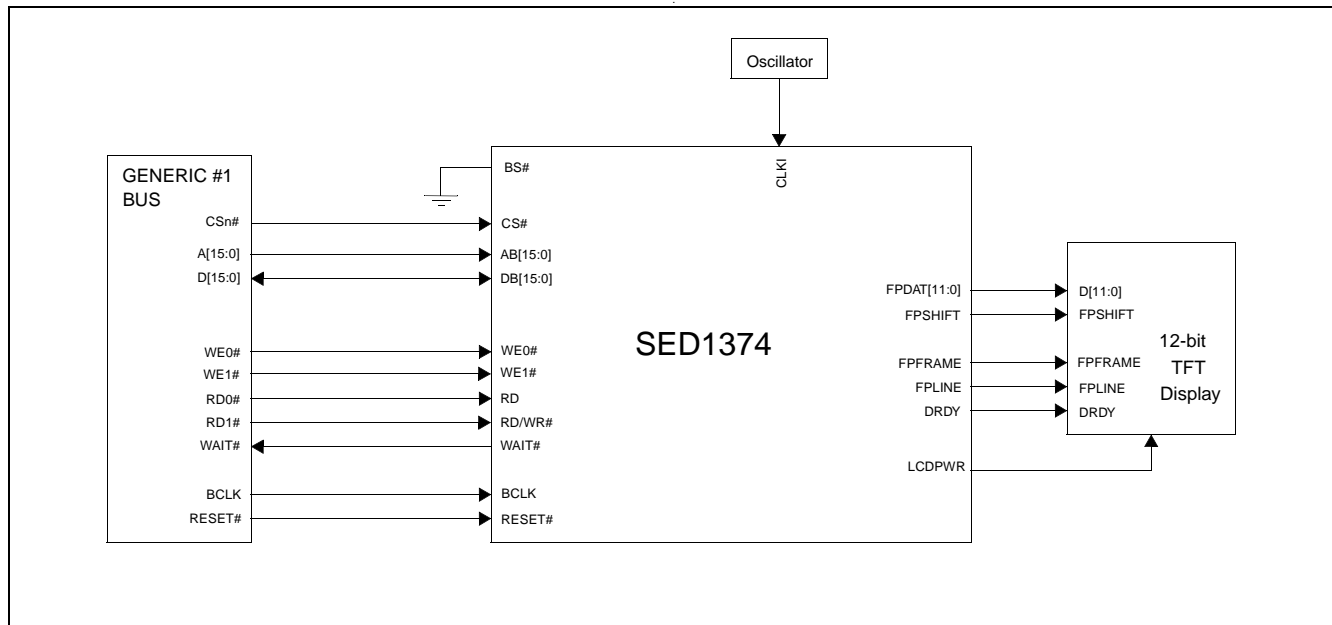 Oscillator
CLKI
GENERIC #1
BUS
CSn#
A[15:0]
D[15:0]
WE0#
WE1#
RD0#
RD1#
WAIT#
BCLK
RESET#
BS#
CS#
AB[15:0]
DB[15:0]
WE0#
WE1#
RD
RD/WR#
WAIT#
BCLK
RESET#
SED1374
FPDAT[11:0]
FPSHIFT
FPFRAME
FPLINE
DRDY
LCDPWR
D[11:0]
FPSHIFT
FPFRAME
FPLINE
DRDY
12-bit
TFT
Display